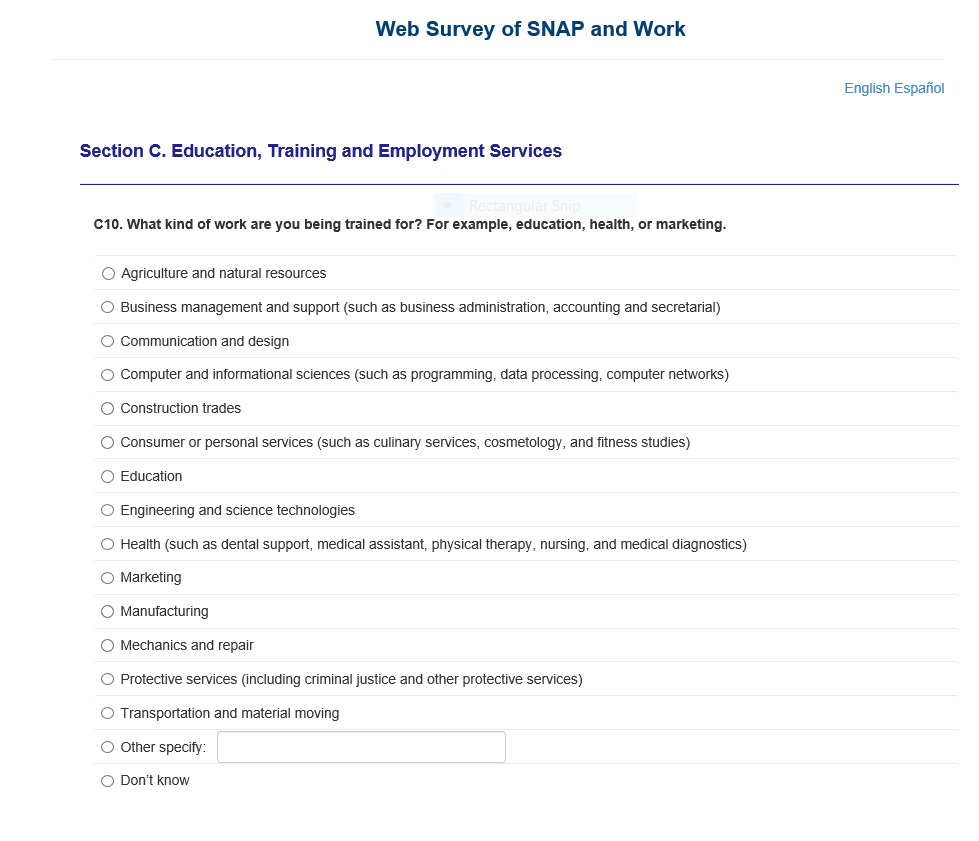 Web Survey of SNAP and Work
English Español
Section C. Education, Training and Employment Services
Rectangular Snip
C10. What kind of work are you being trained for? For example, education, health, or marketing.
Agriculture and natural resources
Business management and support (such as business administration, accounting and secretarial)
Communication and design
Computer and informational sciences (such as programming, data processing, computer networks)
Construction trades
Consumer or personal services (such as culinary services, cosmetology, and fitness studies)
Education
Engineering and science technologies
Health (such as dental support, medical assistant, physical therapy, nursing, and medical diagnostics)
Marketing
Manufacturing
Mechanics and repair
Protective services (including criminal justice and other protective services)
Transportation and material moving
Other specify:
Don't know